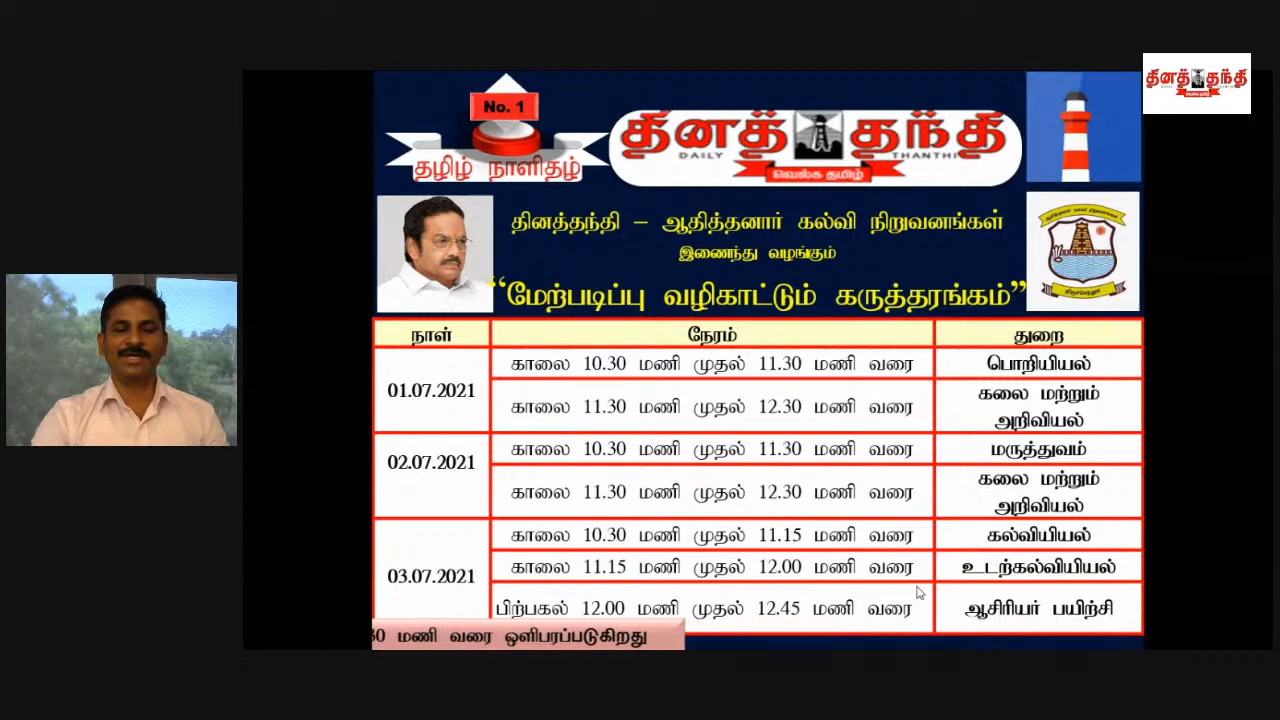 No. 1
தமிழ் நாளிதழ்
தினத் தந்தி
DAILY THANTHI
வெல்க தமிழ்
தினத் தந்தி
தினத்தந்தி – ஆதித்தனார் கல்வி நிறுவனங்கள்
இணைந்து வழங்கும்
“மேற்படிப்பு வழிகாட்டும் கருத்தரங்கம்”
நாள் நேரம் துறை
01.07.2021
காலை 10.30 மணி முதல் 11.30 மணி வரை பொறியியல்
காலை 11.30 மணி முதல் 12.30 மணி வரை கலை மற்றும்
அறிவியல்
02.07.2021
காலை 10.30 மணி முதல் 11.30 மணி வரை மருத்துவம்
காலை 11.30 மணி முதல் 12.30 மணி வரை கலை மற்றும்
அறிவியல்
03.07.2021
காலை 10.30 மணி முதல் 11.15 மணி வரை கல்வியியல்
காலை 11.15 மணி முதல் 12.00 மணி வரை உடற்கல்வியியல்
பிற்பகல் 12.00 மணி முதல் 12.45 மணி வரை ஆசிரியர் பயிற்சி
30 மணி வரை ஒளிபரப்படுகிறது